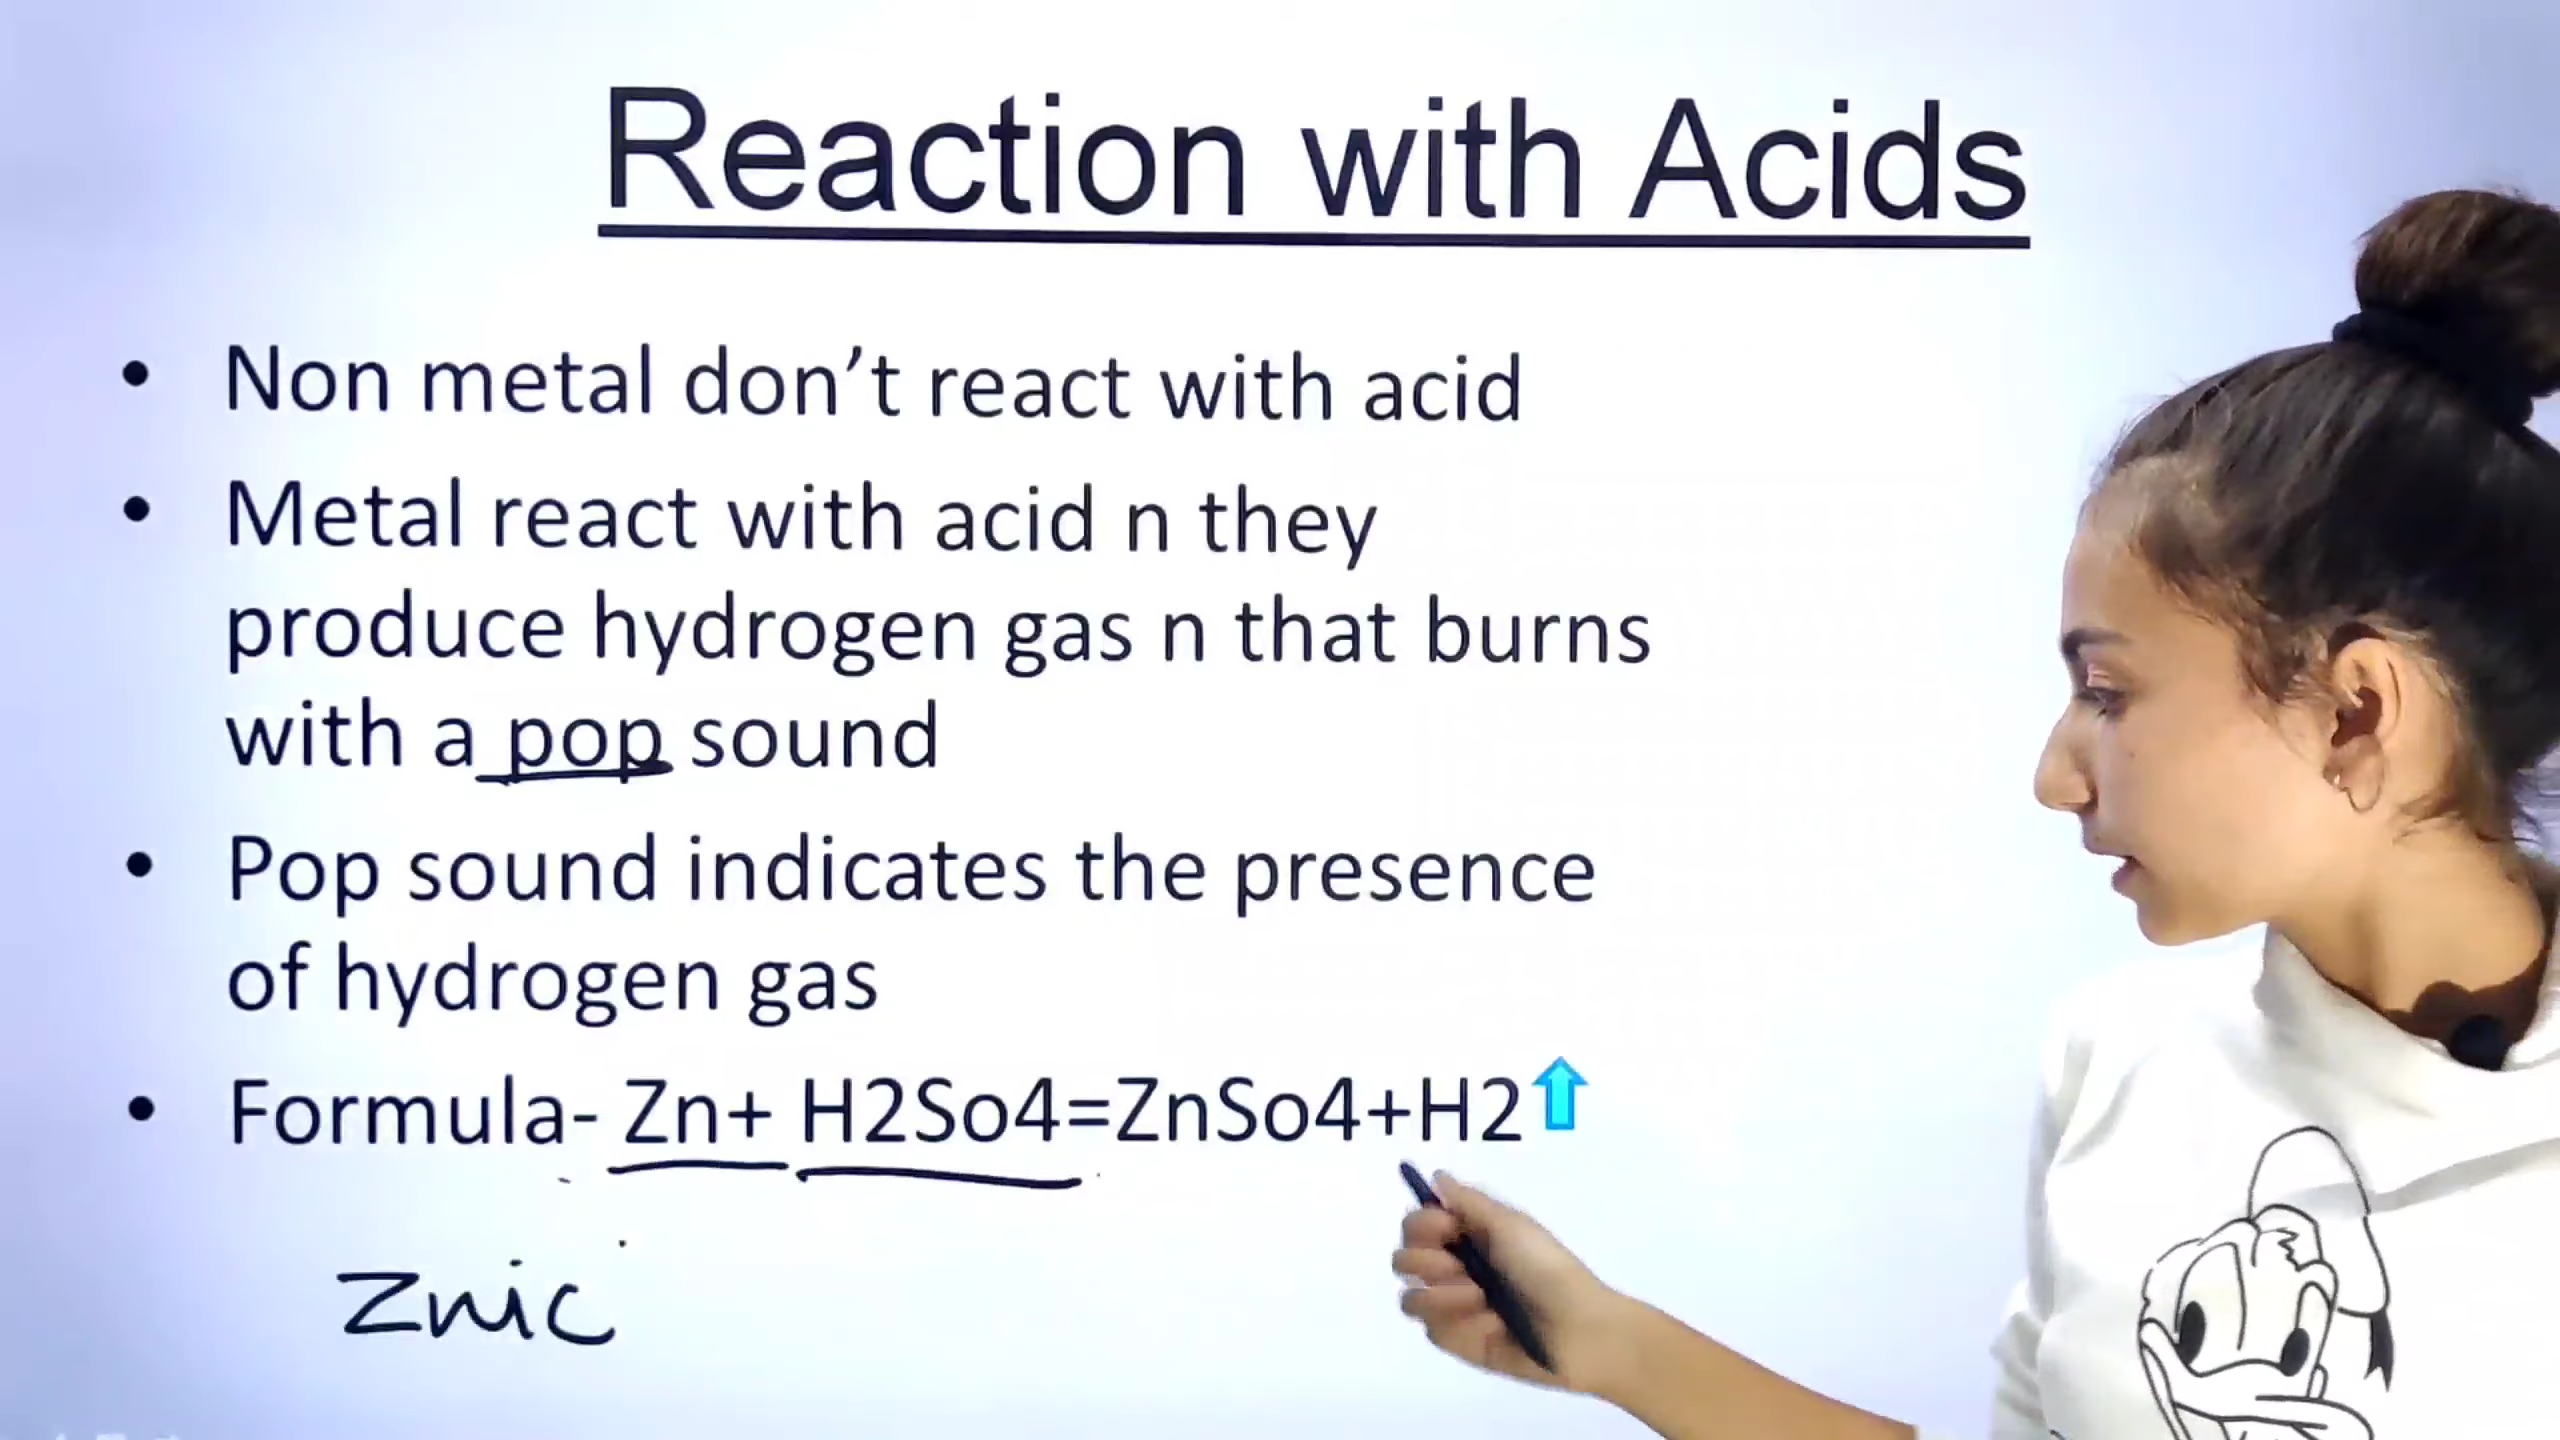 Reaction with Acids
• Non metal don’t react with acid
• Metal react with acid n they
produce hydrogen gas n that burns
with a pop sound
• Pop sound indicates the presence
of hydrogen gas
• Formula- Zn+ H2So4=ZnSo4+H2
Znic